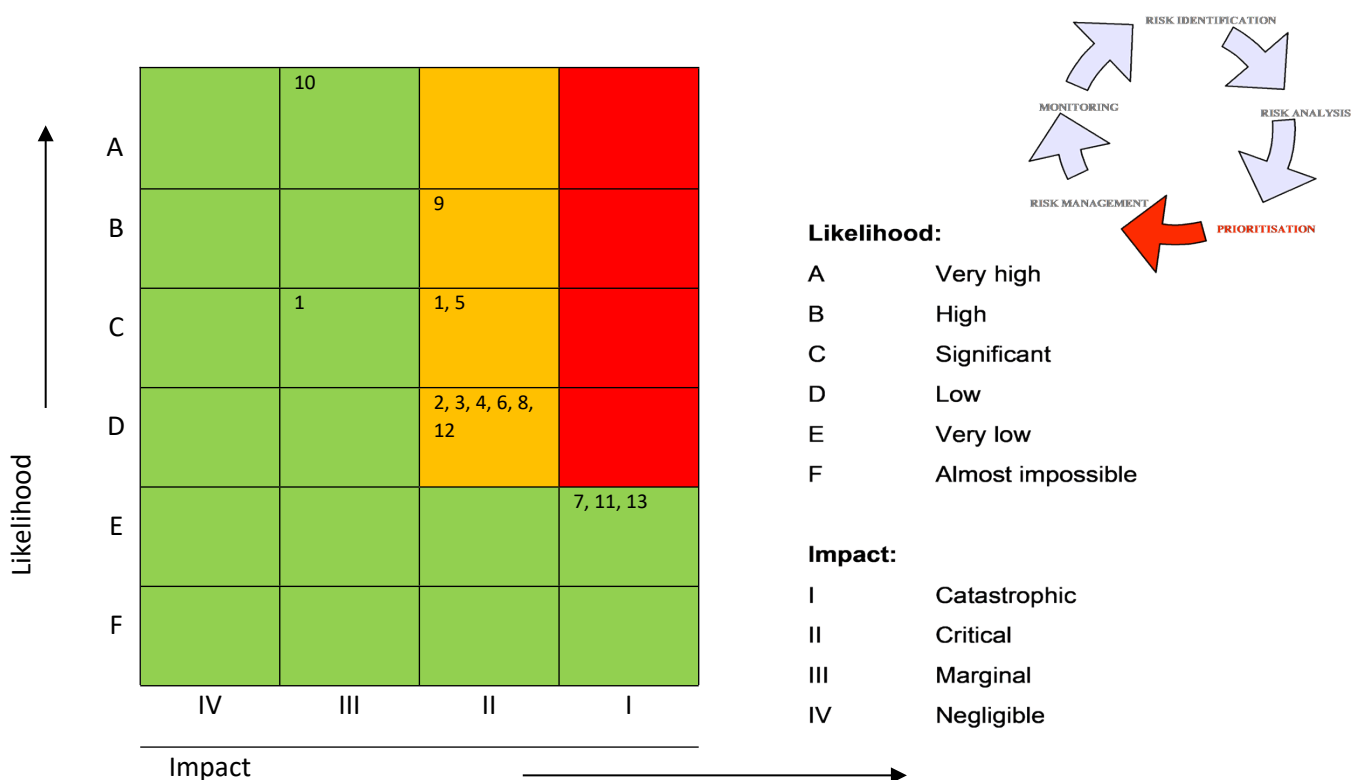 RISK IDENTIFICATION
MONITORING
RISK ANALYSIS
RISK MANAGEMENT
PRIORITISATION
10
A
9
B
1
1, 5
C
2, 3, 4, 6, 8,
12
D
7, 11, 13
E
F
Likelihood
IV
III
II
I
Impact
Likelihood:
A Very high
B High
C Significant
D Low
E Very low
F Almost impossible
Impact:
I Catastrophic
II Critical
III Marginal
IV Negligible